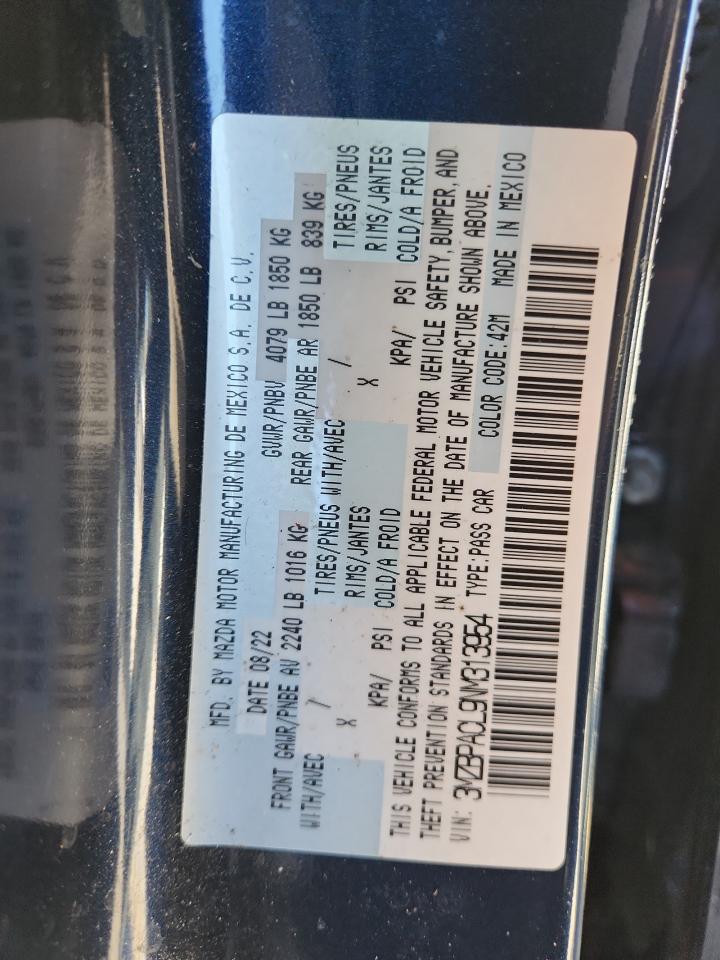 MFD. BY MAZDA MOTOR MANUFACTURING DE MEXICO S.A. DE C.V.
DATE 08/22 GVWR/PNBV 4079 LB 1850 KG
FRONT GAWR/PNBE AV 2240 LB 1016 KG REAR GAWR/PNBE AR 1850 LB 839 KG
WITH/AVEC / TIRES/PNEUS WITH/AVEC / TIRES/PNEUS
X RIMS/JANTES X RIMS/JANTES
KPA/ PSI COLD/A FROID KPA/ PSI COLD/A FROID
THIS VEHICLE CONFORMS TO ALL APPLICABLE FEDERAL MOTOR VEHICLE SAFETY, BUMPER, AND
THEFT PREVENTION STANDARDS IN EFFECT ON THE DATE OF MANUFACTURE SHOWN ABOVE.
VIN: 3MZBPACL9NM313954 TYPE:PASS CAR COLOR CODE:42M MADE IN MEXICO